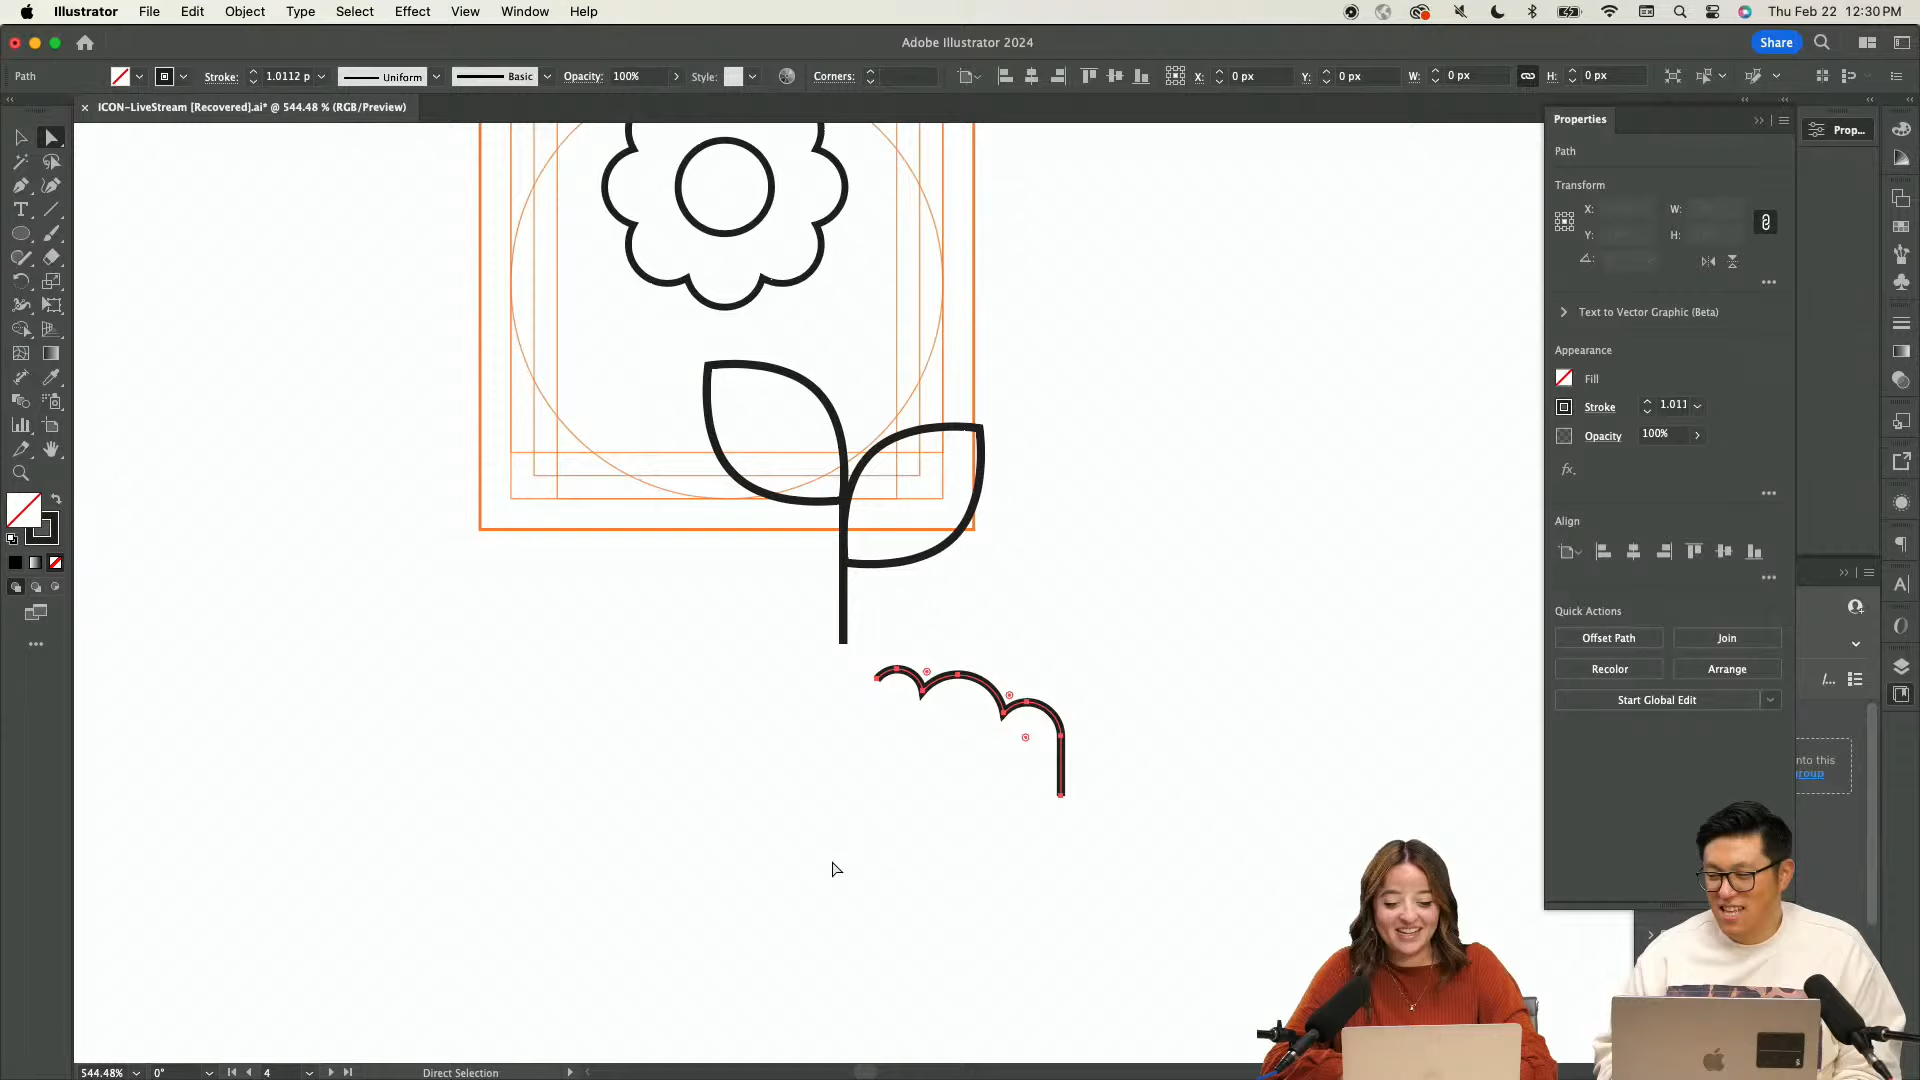 Illustrator File Edit Object Type Select Effect View Window Help
Thu Feb 22 12:30 PM
Adobe Illustrator 2024
Share
Path
Stroke: 1.0112 p
Uniform
Basic
Opacity: 100%
Style:
Corners:
X: 0 px
Y: 0 px
W: 0 px
H: 0 px
× ICON-LiveStream [Recovered].ai* @ 544.48 % (RGB/Preview)
Properties
Prop...
Path
Transform
X: W:
Y: H:
Text to Vector Graphic (Beta)
Appearance
Fill
Stroke 1.011
Opacity 100%
fx
Align
Quick Actions
Offset Path Join
Recolor Arrange
Start Global Edit
nto this
group
544.48% 0° 4 Direct Selection